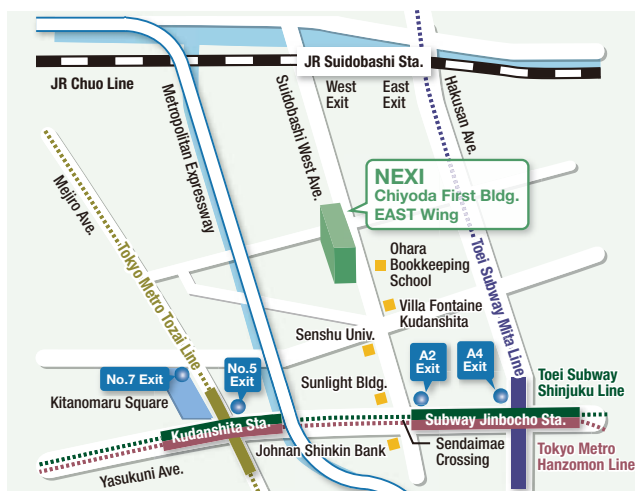 JR Suidobashi Sta.
JR Chuo Line
West
Exit
East
Exit
Hakusan Ave.
Suidobashi West Ave.
Metropolitan Expressway
NEXI
Chiyoda First Bldg.
EAST Wing
Mejiro Ave.
Tokyo Metro Tozai Line
Ohara
Bookkeeping
School
Toei Subway Mita Line
Villa Fontaine
Kudanshita
Senshu Univ.
No.7 Exit
No.5
Exit
A2
Exit
A4
Exit
Toei Subway
Shinjuku Line
Kitanomaru Square
Sunlight Bldg.
Kudanshita Sta.
Subway Jinbocho Sta.
Johnan Shinkin Bank
Sendaimae
Crossing
Tokyo Metro
Hanzomon Line
Yasukuni Ave.